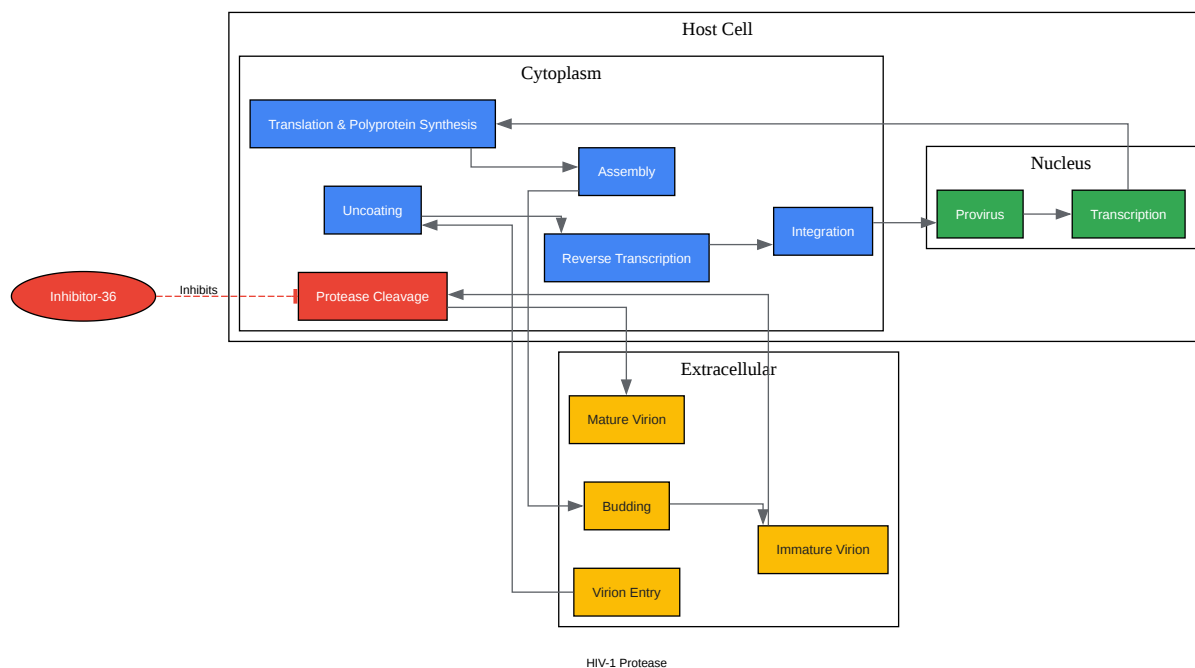 Host Cell
Cytoplasm
Translation & Polyprotein Synthesis
Assembly
Nucleus
Provirus
Transcription
Uncoating
Integration
Reverse Transcription
Inhibitor-36
Inhibits
Protease Cleavage
Extracellular
Mature Virion
Budding
Immature Virion
Virion Entry
HIV-1 Protease